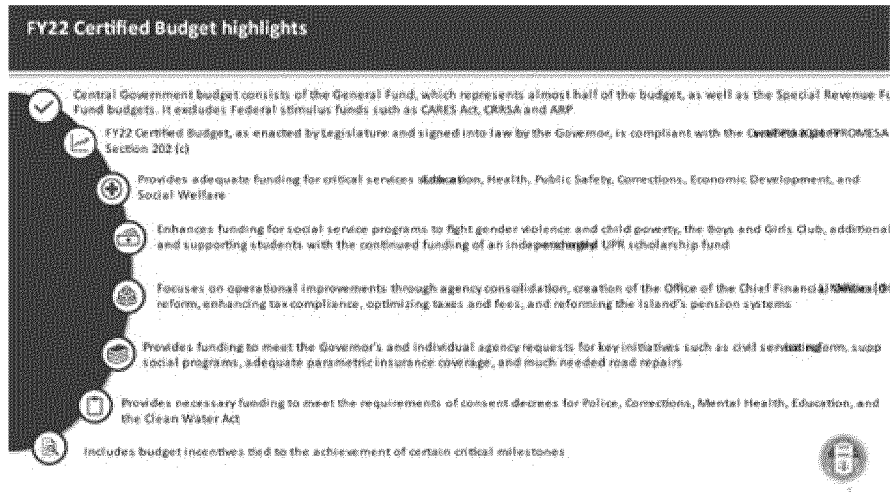 FY22 Certified Budget highlights
Central Government budget consists of the General Fund, which represents almost half of the budget, as well as the Special Revenue Fu
Fund budgets. It excludes Federal stimulus funds such as CARES Act, CRRSA and ARP
FY22 Certified Budget, as enacted by Legislature and signed into law by the Governor, is compliant with the PROMESA
Section 202 (c)
Provides adequate funding for critical services Education, Health, Public Safety, Corrections, Economic Development, and
Social Welfare
Enhances funding for social service programs to fight gender violence and child poverty, the Boys and Girls Club, additional
and supporting students with the continued funding of an UPR scholarship fund
Focuses on operational improvements through agency consolidation, creation of the Office of the Chief Financial
reform, enhancing tax compliance, optimizing taxes and fees, and reforming the Island's pension systems
Provides funding to meet the Governor's and individual agency requests for key initiatives such as civil supp
social programs, adequate parametric insurance coverage, and much needed road repairs
Provides necessary funding to meet the requirements of consent decrees for Police, Corrections, Mental Health, Education, and
the Clean Water Act
Includes budget incentives tied to the achievement of certain critical milestones